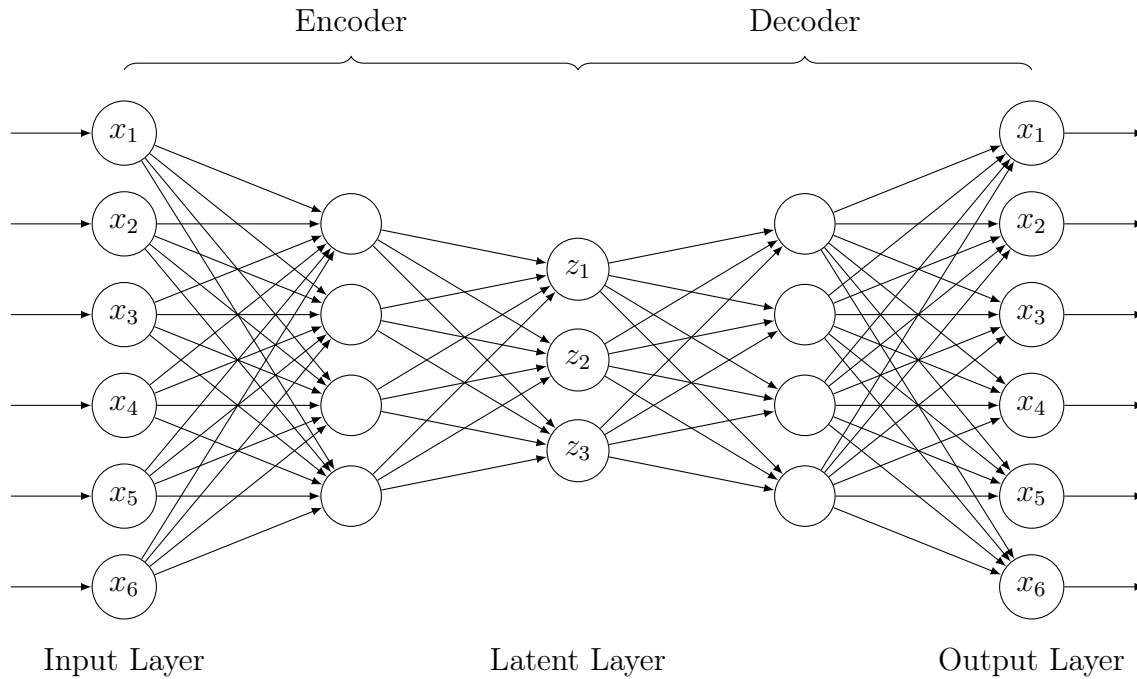 Encoder
Decoder
x₁
x₂
x₃
x₄
x₅
x₆
z₁
z₂
z₃
x₁
x₂
x₃
x₄
x₅
x₆
Input Layer
Latent Layer
Output Layer